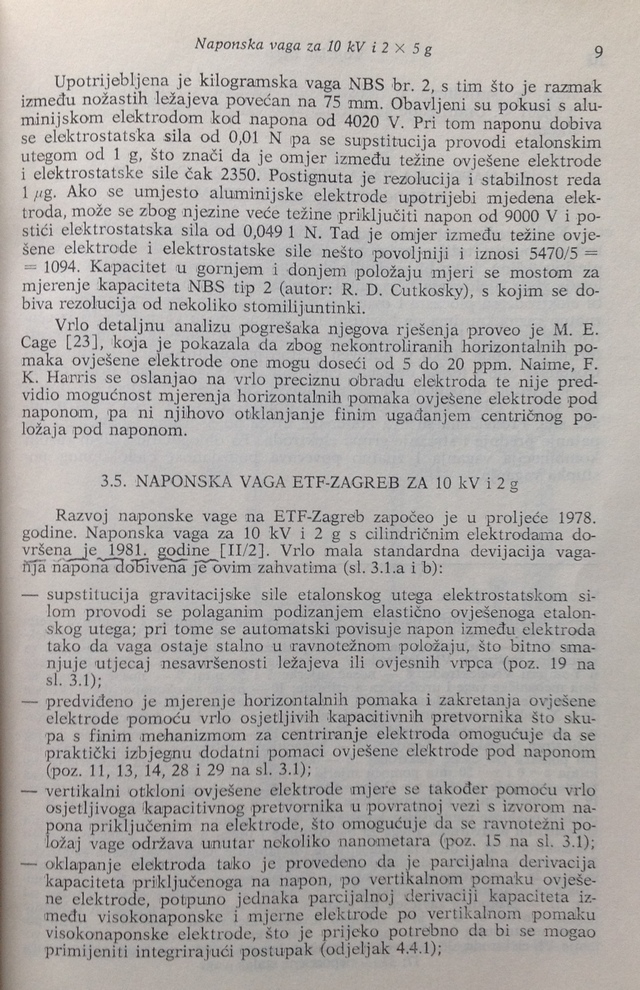 Naponska vaga za 10 kV i 2 × 5 g
9
Upotrijebljena je kilogramska vaga NBS br. 2, s tim što je razmak
između nožastih ležajeva povećan na 75 mm. Obavljeni su pokusi s alu-
minijskom elektrodom kod napona od 4020 V. Pri tom naponu dobiva
se elektrostatska sila od 0,01 N pa se supstitucija provodi etalonskim
utegom od 1 g, što znači da je omjer između težine ovješene elektrode
i elektrostatske sile čak 2350. Postignuta je rezolucija i stabilnost reda
1 μg. Ako se umjesto aluminijske elektrode upotrijebi mjedena elek-
troda, može se zbog njezine veće težine priključiti napon od 9000 V i po-
stići elektrostatska sila od 0,049 1 N. Tad je omjer između težine ovje-
šene elektrode i elektrostatske sile nešto povoljniji i iznosi 5470/5 =
= 1094. Kapacitet u gornjem i donjem položaju mjeri se mostom za
mjerenje kapaciteta NBS tip 2 (autor: R. D. Cutkosky), s kojim se do-
biva rezolucija od nekoliko stomilijuntinki.
Vrlo detaljnu analizu pogrešaka njegova rješenja proveo je M. E.
Cage [23], koja je pokazala da zbog nekontroliranih horizontalnih po-
maka ovješene elektrode one mogu doseći od 5 do 20 ppm. Naime, F.
K. Harris se oslanjao na vrlo preciznu obradu elektroda te nije pred-
vidio mogućnost mjerenja horizontalnih pomaka ovješene elektrode pod
naponom, pa ni njihovo otklanjanje finim ugađanjem centričnog po-
ložaja pod naponom.
3.5. NAPONSKA VAGA ETF-ZAGREB ZA 10 kV i 2 g
Razvoj naponske vage na ETF-Zagreb započeo je u proljeće 1978.
godine. Naponska vaga za 10 kV i 2 g s cilindričnim elektrodama do-
vršena je 1981. godine [II/2]. Vrlo mala standardna devijacija vaga-
nja napona dobivena je ovim zahvatima (sl. 3.1.a i b):
— supstitucija gravitacijske sile etalonskog utega elektrostatskom si-
lom provodi se polaganim podizanjem elastično ovješenoga etalon-
skog utega; pri tome se automatski povisuje napon između elektroda
tako da vaga ostaje stalno u ravnotežnom položaju, što bitno sma-
njuje utjecaj nesavršenosti ležajeva ili ovjesnih vrpca (poz. 19 na
sl. 3.1);
— predviđeno je mjerenje horizontalnih pomaka i zakretanja ovješene
elektrode pomoću vrlo osjetljivih kapacitivnih pretvornika što sku-
pa s finim mehanizmom za centriranje elektroda omogućuje da se
praktički izbjegnu dodatni pomaci ovješene elektrode pod naponom
(poz. 11, 13, 14, 28 i 29 na sl. 3.1);
— vertikalni otkloni ovješene elektrode mjere se također pomoću vrlo
osjetljivoga kapacitivnog pretvornika u povratnoj vezi s izvorom na-
pona priključenim na elektrode, što omogućuje da se ravnotežni po-
ložaj vage održava unutar nekoliko nanometara (poz. 15 na sl. 3.1);
— oklapanje elektroda tako je provedeno da je parcijalna derivacija
kapaciteta priključenoga na napon, po vertikalnom pomaku ovješe-
ne elektrode, potpuno jednaka parcijalnoj derivaciji kapaciteta iz-
među visokonaponske i mjerne elektrode po vertikalnom pomaku
visokonaponske elektrode, što je prijeko potrebno da bi se mogao
primijeniti integrirajući postupak (odjeljak 4.4.1);